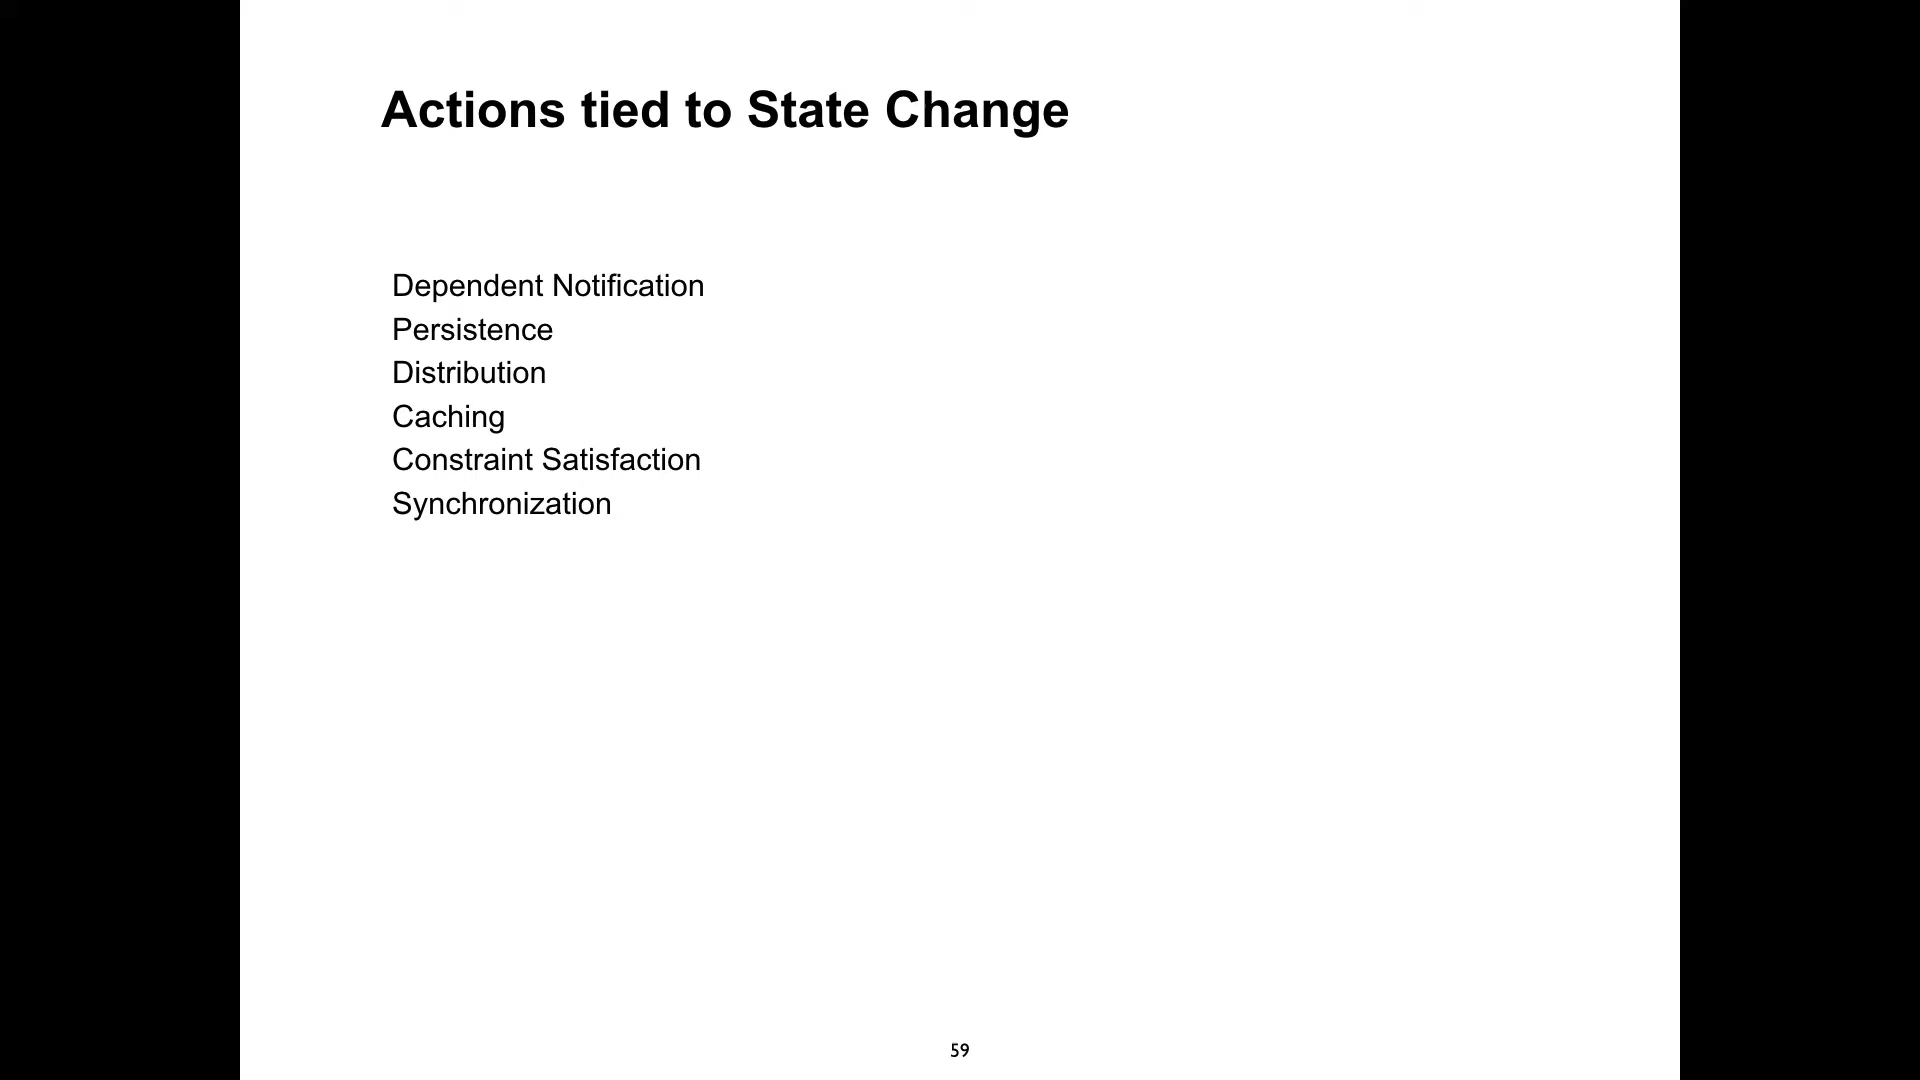 Actions tied to State Change
Dependent Notification
Persistence
Distribution
Caching
Constraint Satisfaction
Synchronization
59